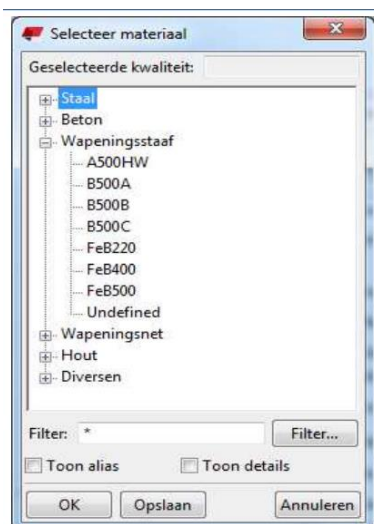 Selecteer materiaal
Geselecteerde kwaliteit:
Staal
Beton
Wapeningsstaaf
A500HW
B500A
B500B
B500C
FeB220
FeB400
FeB500
Undefined
Wapeningsnet
Hout
Diversen
Filter: * Filter...
Toon alias Toon details
OK Opslaan Annuleren